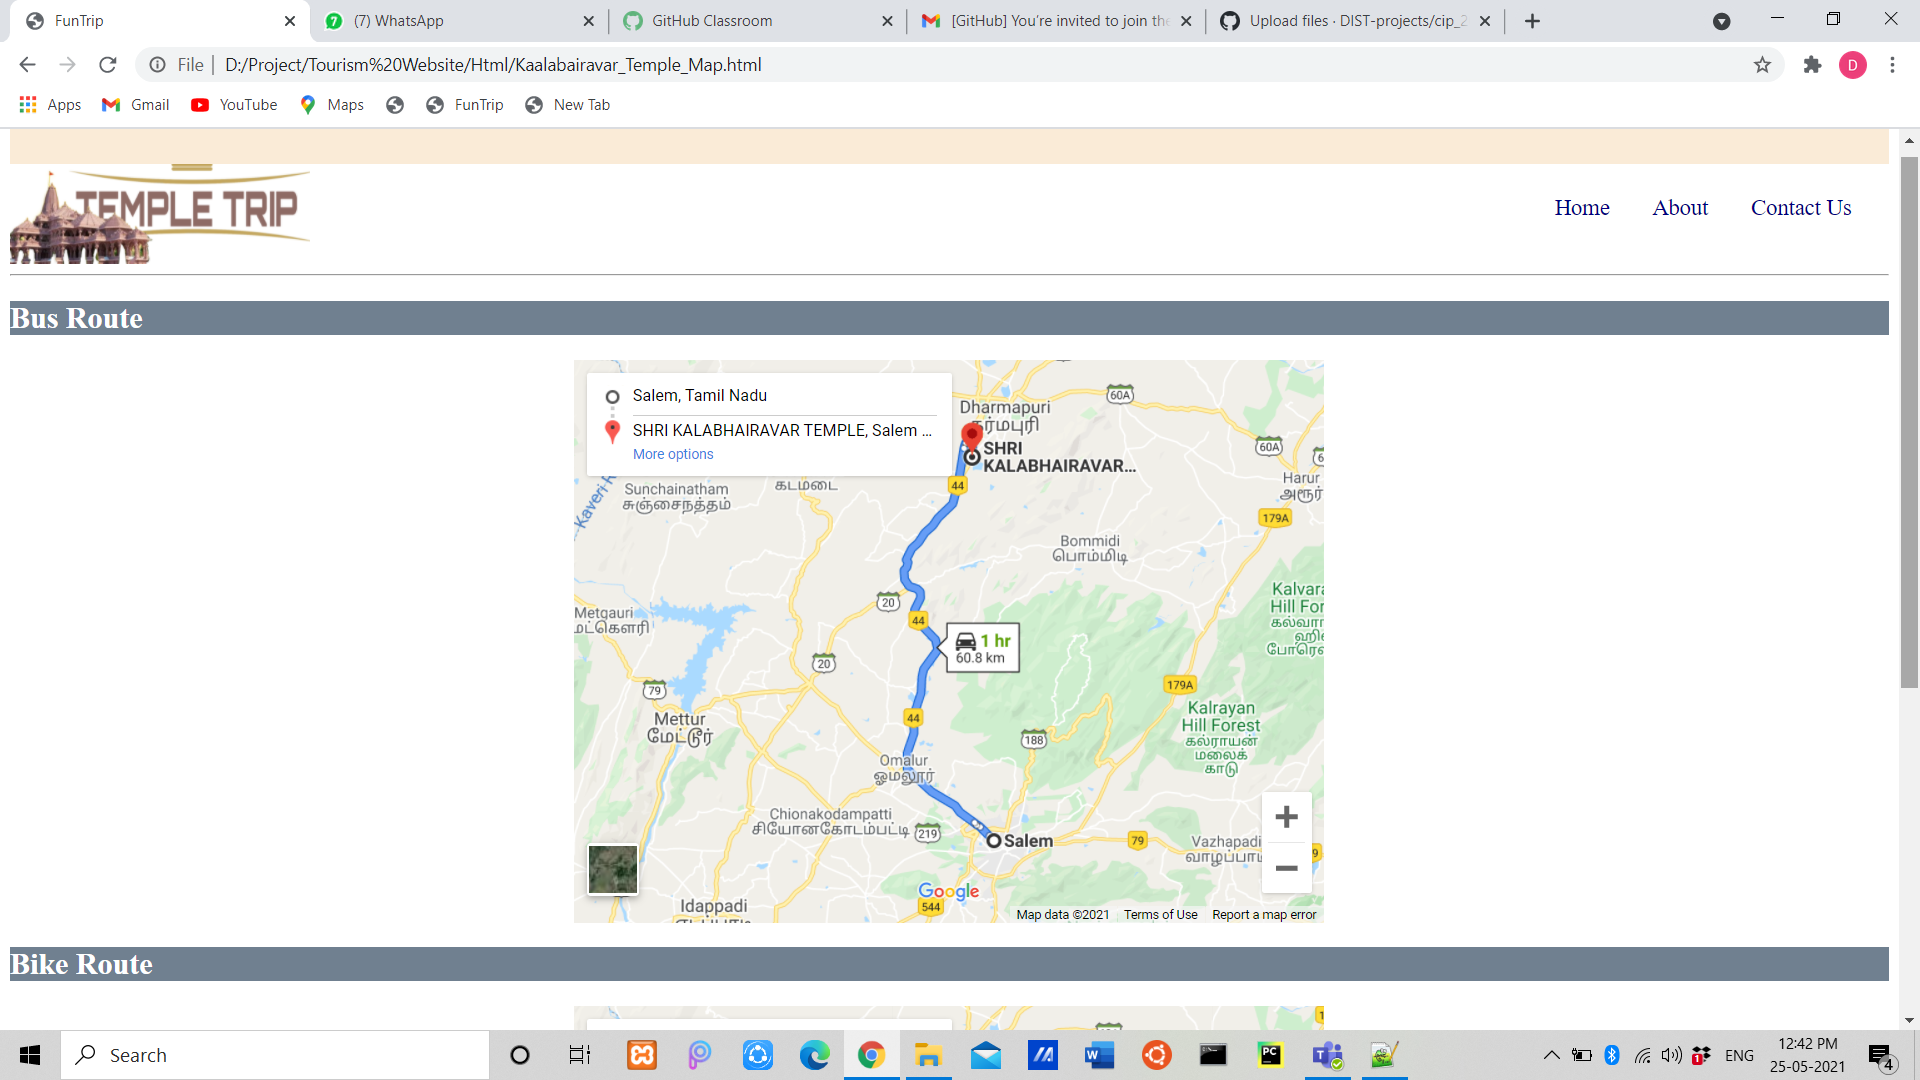 FunTrip
(7) WhatsApp
GitHub Classroom
[GitHub] You're invited to join the
Upload files · DIST-projects/cip_2
File
D:/Project/Tourism%20Website/Html/Kaalabairavar_Temple_Map.html
D
Apps
Gmail
YouTube
Maps
FunTrip
New Tab
TEMPLE TRIP
Home
About
Contact Us
Bus Route
Salem, Tamil Nadu
SHRI KALABHAIRAVAR TEMPLE, Salem ...
More options
60A
Dharmapuri
தர்மபுரி
SHRI
KALABHAIRAVAR...
60A
Harur
அரூர்
Kaveri R
Sunchainatham
சுஞ்சைநத்தம்
கடமடை
44
179A
Bommidi
பொம்மிடி
20
Metgauri
மட்கௌரி
44
1 hr
60.8 km
20
79
179A
Mettur
மேட்டூர்
44
188
Kalrayan
Hill Forest
கல்ராயன்
மலைக்
காடு
Omalur
ஓமலூர்
Chionakodampatti
சியோனகோடம்பட்டி
219
Salem
79
Vazhapadi
Google
544
Idappadi
Map data ©2021
Terms of Use
Report a map error
Bike Route
Search
ENG
12:42 PM
25-05-2021
4